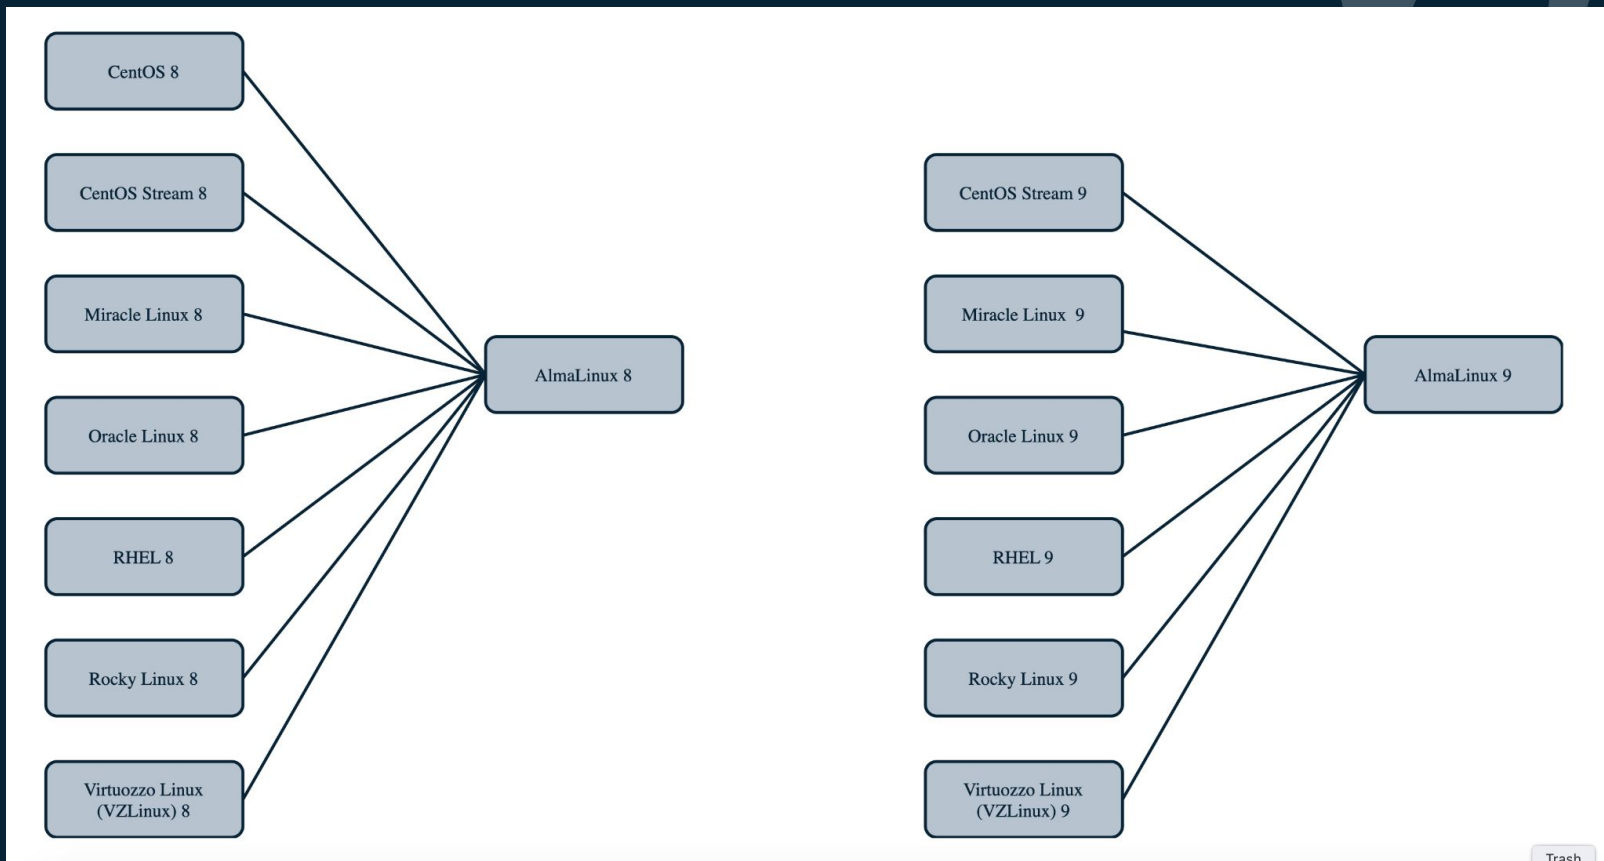 CentOS 8
CentOS Stream 8
Miracle Linux 8
Oracle Linux 8
RHEL 8
Rocky Linux 8
Virtuozzo Linux
(VZLinux) 8
AlmaLinux 8
CentOS Stream 9
Miracle Linux 9
Oracle Linux 9
RHEL 9
Rocky Linux 9
Virtuozzo Linux
(VZLinux) 9
AlmaLinux 9
Trash